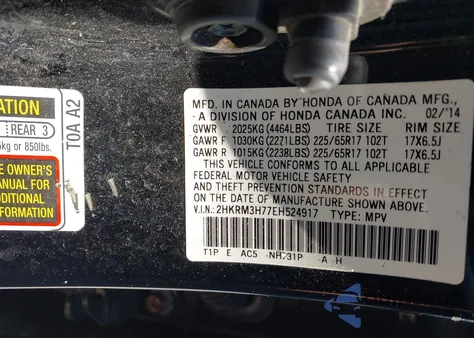 ATION
REAR 3
kg or 850lbs.
E OWNER'S
ANUAL FOR
DITIONAL
FORMATION
TOA A2
MFD. IN CANADA BY HONDA OF CANADA MFG.,
A DIVISION OF HONDA CANADA INC. 02/'14
GVWR 2025KG (4464LBS) TIRE SIZE RIM SIZE
GAWR F 1030KG (2271LBS) 225/65R17 102T 17X6.5J
GAWR R 1015KG (2238LBS) 225/65R17 102T 17X6.5J
THIS VEHICLE CONFORMS TO ALL APPLICABLE
FEDERAL MOTOR VEHICLE SAFETY
AND THEFT PREVENTION STANDARDS IN EFFECT
ON THE DATE OF MANUFACTURE SHOWN ABOVE.
V.I.N.: 2HKRM3H77EH524917 TYPE: MPV
T1P E AC5 -NH-731P -A -H